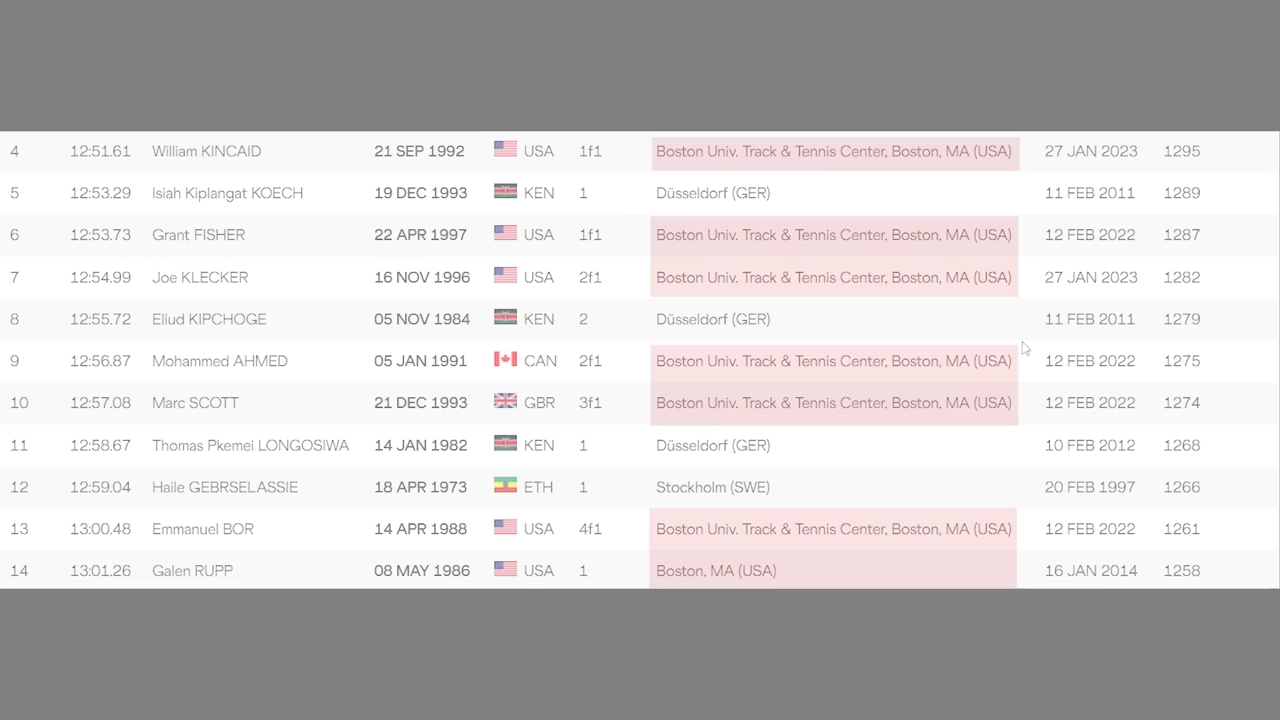 4 12:51.61 William KINCAID 21 SEP 1992 USA 1f1 Boston Univ. Track & Tennis Center, Boston, MA (USA) 27 JAN 2023 1295
5 12:53.29 Isiah Kiplangat KOECH 19 DEC 1993 KEN 1 Düsseldorf (GER) 11 FEB 2011 1289
6 12:53.73 Grant FISHER 22 APR 1997 USA 1f1 Boston Univ. Track & Tennis Center, Boston, MA (USA) 12 FEB 2022 1287
7 12:54.99 Joe KLECKER 16 NOV 1996 USA 2f1 Boston Univ. Track & Tennis Center, Boston, MA (USA) 27 JAN 2023 1282
8 12:55.72 Eliud KIPCHOGE 05 NOV 1984 KEN 2 Düsseldorf (GER) 11 FEB 2011 1279
9 12:56.87 Mohammed AHMED 05 JAN 1991 CAN 2f1 Boston Univ. Track & Tennis Center, Boston, MA (USA) 12 FEB 2022 1275
10 12:57.08 Marc SCOTT 21 DEC 1993 GBR 3f1 Boston Univ. Track & Tennis Center, Boston, MA (USA) 12 FEB 2022 1274
11 12:58.67 Thomas Pkemei LONGOSIWA 14 JAN 1982 KEN 1 Düsseldorf (GER) 10 FEB 2012 1268
12 12:59.04 Haile GEBRSELASSIE 18 APR 1973 ETH 1 Stockholm (SWE) 20 FEB 1997 1266
13 13:00.48 Emmanuel BOR 14 APR 1988 USA 4f1 Boston Univ. Track & Tennis Center, Boston, MA (USA) 12 FEB 2022 1261
14 13:01.26 Galen RUPP 08 MAY 1986 USA 1 Boston, MA (USA) 16 JAN 2014 1258